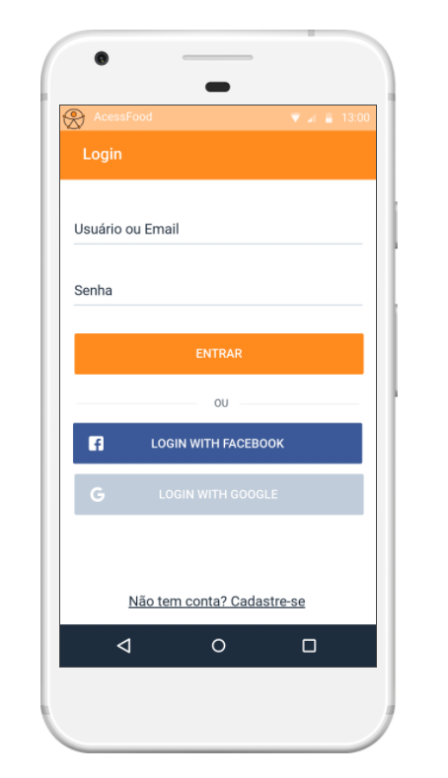 AcessFood 13:00
Login
Usuário ou Email
Senha
ENTRAR
OU
LOGIN WITH FACEBOOK
G LOGIN WITH GOOGLE
Não tem conta? Cadastre-se